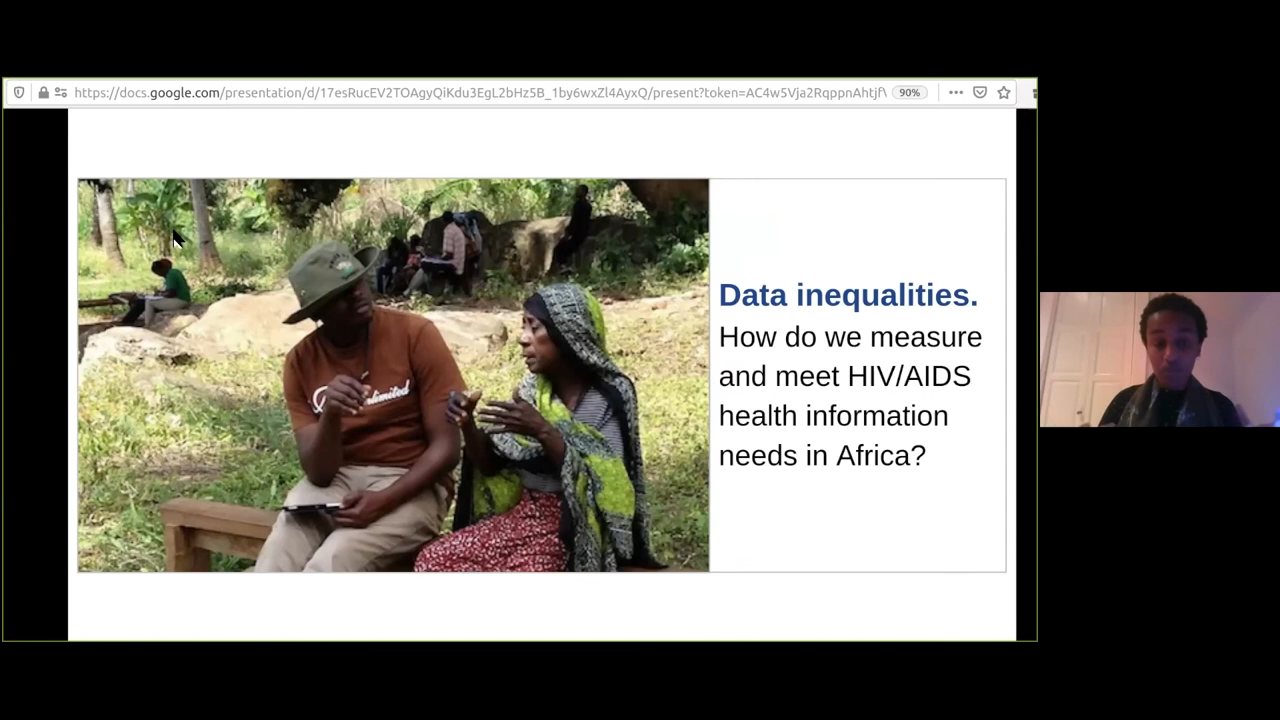 https://docs.google.com/presentation/d/17esRucEV2TOAgyQiKdu3EgL2bHz5B_1by6wxZl4AyxQ/present?token=AC4w5Vja2RqppnAhtjf
90%
Data inequalities.
How do we measure
and meet HIV/AIDS
health information
needs in Africa?